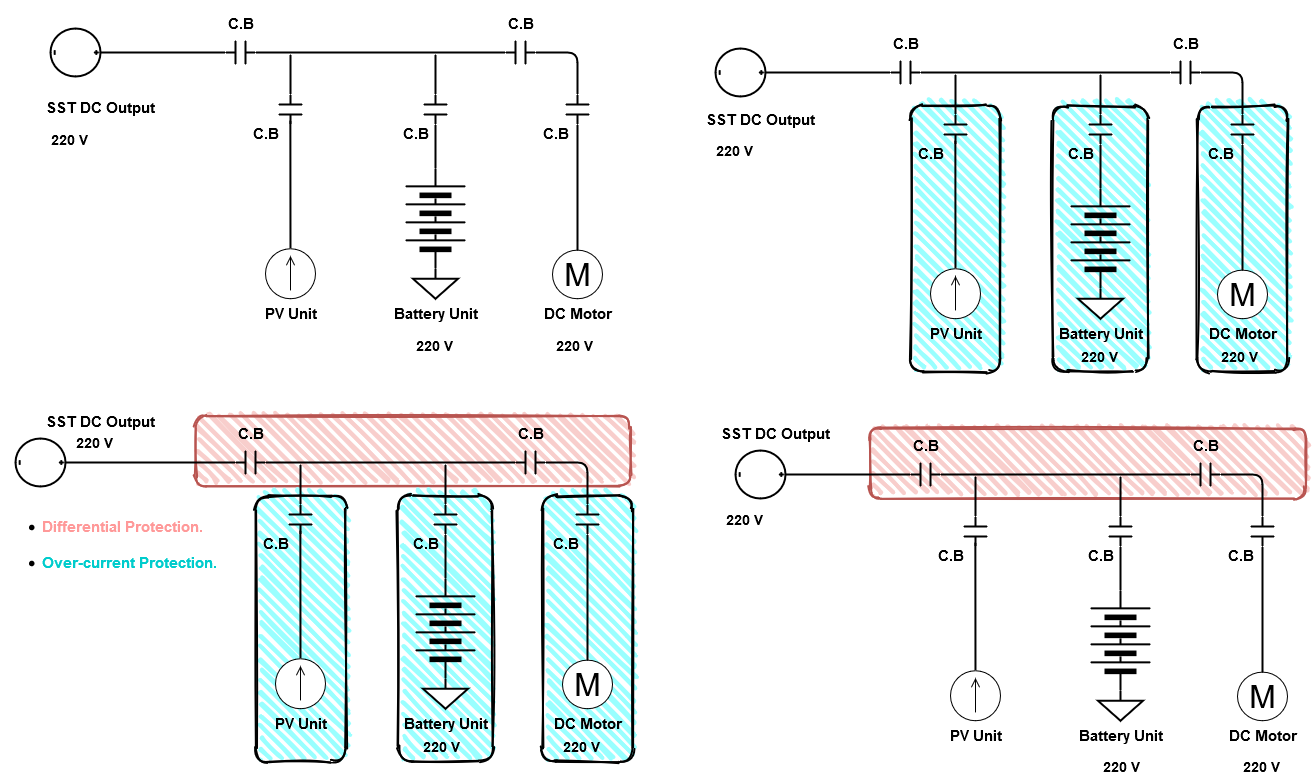 C.B
C.B
SST DC Output
220 V
C.B
C.B
C.B
M
PV Unit
Battery Unit
DC Motor
220 V
220 V
C.B
C.B
SST DC Output
220 V
C.B
C.B
C.B
M
PV Unit
Battery Unit
DC Motor
220 V
220 V
SST DC Output
220 V
C.B
C.B
Differential Protection.
Over-current Protection.
C.B
C.B
C.B
M
PV Unit
Battery Unit
DC Motor
220 V
220 V
SST DC Output
220 V
C.B
C.B
C.B
C.B
C.B
M
PV Unit
Battery Unit
DC Motor
220 V
220 V